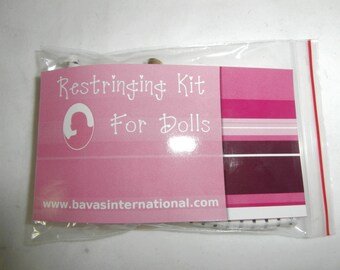 Restringing Kit
For Dolls
www.bavasinternational.com